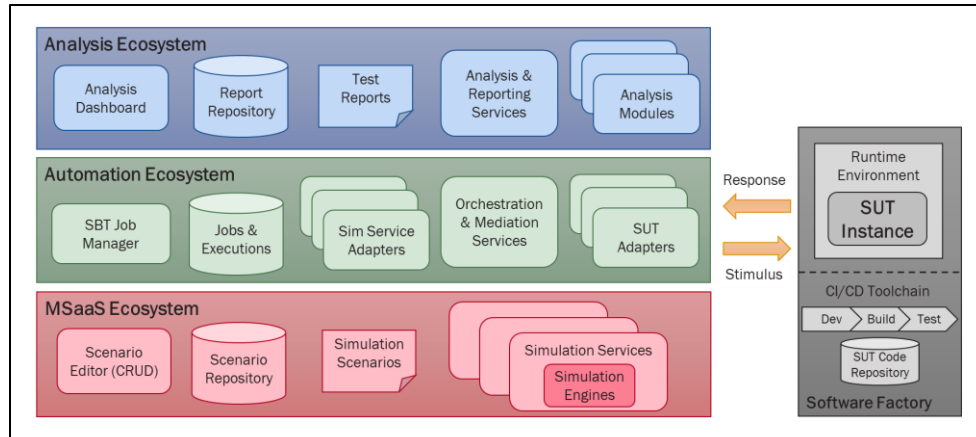 Analysis Ecosystem
Analysis
Dashboard
Report
Repository
Test
Reports
Analysis &
Reporting
Services
Analysis
Modules
Automation Ecosystem
SBT Job
Manager
Jobs &
Executions
Sim Service
Adapters
Orchestration
& Mediation
Services
SUT
Adapters
MSaaS Ecosystem
Scenario
Editor (CRUD)
Scenario
Repository
Simulation
Scenarios
Simulation Services
Simulation
Engines
Response
Stimulus
Runtime
Environment
SUT
Instance
CI/CD Toolchain
Dev
Build
Test
SUT Code
Repository
Software Factory